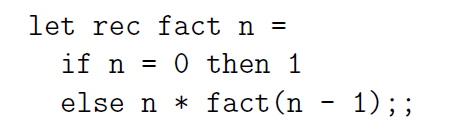 let rec fact n =
  if n = 0 then 1
  else n * fact(n - 1);;